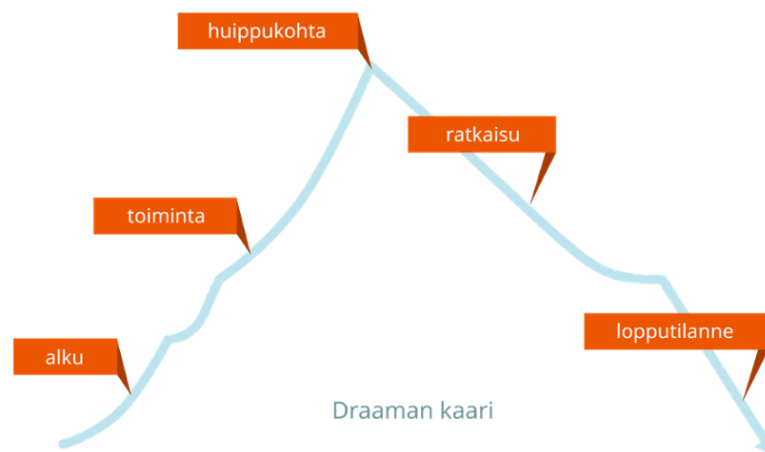 huippukohta
ratkaisu
toiminta
lopputilanne
alku
Draaman kaari